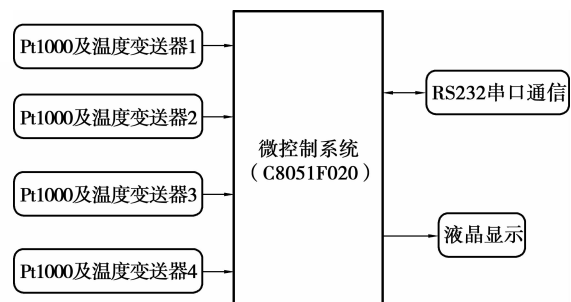 Pt1000及温度变送器1
Pt1000及温度变送器2
Pt1000及温度变送器3
Pt1000及温度变送器4
微控制系统
（C8051F020）
RS232串口通信
液晶显示